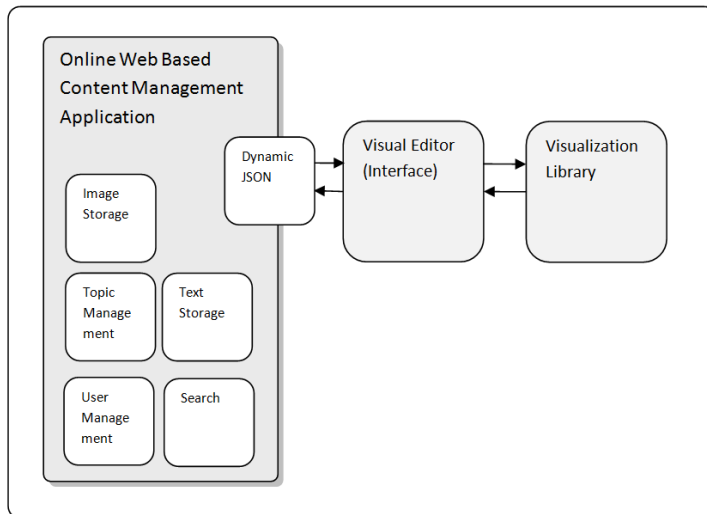 Online Web Based
Content Management
Application
Dynamic
JSON
Visual Editor
(Interface)
Visualization
Library
Image
Storage
Topic
Manage
ment
Text
Storage
User
Manage
ment
Search